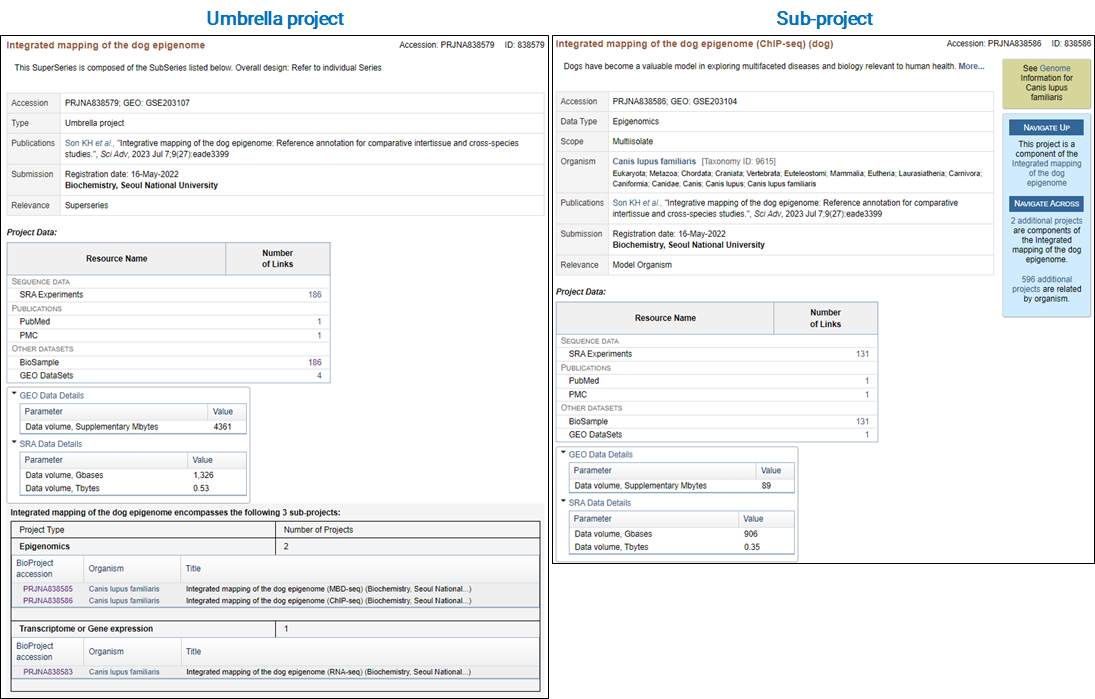 Umbrella project
Integrated mapping of the dog epigenome
Accession: PRJNA838579 ID: 838579
This SuperSeries is composed of the SubSeries listed below. Overall design: Refer to individual Series
Accession PRJNA838579; GEO: GSE203107
Type Umbrella project
Publications Son KH et al., "Integrative mapping of the dog epigenome: Reference annotation for comparative intertissue and cross-species
studies.", Sci Adv, 2023 Jul 7;9(27):eade3399
Submission Registration date: 16-May-2022
Biochemistry, Seoul National University
Relevance Superseries
Project Data:
Resource Name Number
of Links
SEQUENCE DATA
SRA Experiments 186
PUBLICATIONS
PubMed 1
PMC 1
OTHER DATASETS
BioSample 186
GEO DataSets 4
GEO Data Details
Parameter Value
Data volume, Supplementary Mbytes 4361
SRA Data Details
Parameter Value
Data volume, Gbases 1,326
Data volume, Tbytes 0.53
Integrated mapping of the dog epigenome encompasses the following 3 sub-projects:
Project Type Number of Projects
Epigenomics 2
BioProject
accession Organism Title
PRJNA838585 Canis lupus familiaris Integrated mapping of the dog epigenome (MBD-seq) (Biochemistry, Seoul National...)
PRJNA838586 Canis lupus familiaris Integrated mapping of the dog epigenome (ChIP-seq) (Biochemistry, Seoul National...)
Transcriptome or Gene expression 1
BioProject
accession Organism Title
PRJNA838583 Canis lupus familiaris Integrated mapping of the dog epigenome (RNA-seq) (Biochemistry, Seoul National...)
Sub-project
Integrated mapping of the dog epigenome (ChIP-seq) (dog)
Accession: PRJNA838586 ID: 838586
Dogs have become a valuable model in exploring multifaceted diseases and biology relevant to human health. More...
Accession PRJNA838586; GEO: GSE203104
Data Type Epigenomics
Scope Multiisolate
Organism Canis lupus familiaris [Taxonomy ID: 9615]
Eukaryota; Metazoa; Chordata; Craniata; Vertebrata; Euteleostomi; Mammalia; Eutheria; Laurasiatheria; Carnivora;
Caniformia; Canidae; Canis; Canis lupus; Canis lupus familiaris
Publications Son KH et al., "Integrative mapping of the dog epigenome: Reference annotation for comparative
intertissue and cross-species studies.", Sci Adv, 2023 Jul 7;9(27):eade3399
Submission Registration date: 16-May-2022
Biochemistry, Seoul National University
Relevance Model Organism
Project Data:
Resource Name Number
of Links
SEQUENCE DATA
SRA Experiments 131
PUBLICATIONS
PubMed 1
PMC 1
OTHER DATASETS
BioSample 131
GEO DataSets 1
GEO Data Details
Parameter Value
Data volume, Supplementary Mbytes 89
SRA Data Details
Parameter Value
Data volume, Gbases 906
Data volume, Tbytes 0.35
See Genome
Information for
Canis lupus
familiaris
NAVIGATE UP
This project is a
component of the
Integrated mapping
of the dog
epigenome
NAVIGATE ACROSS
2 additional projects
are components of
the Integrated
mapping of the dog
epigenome.
596 additional
projects are related
by organism.